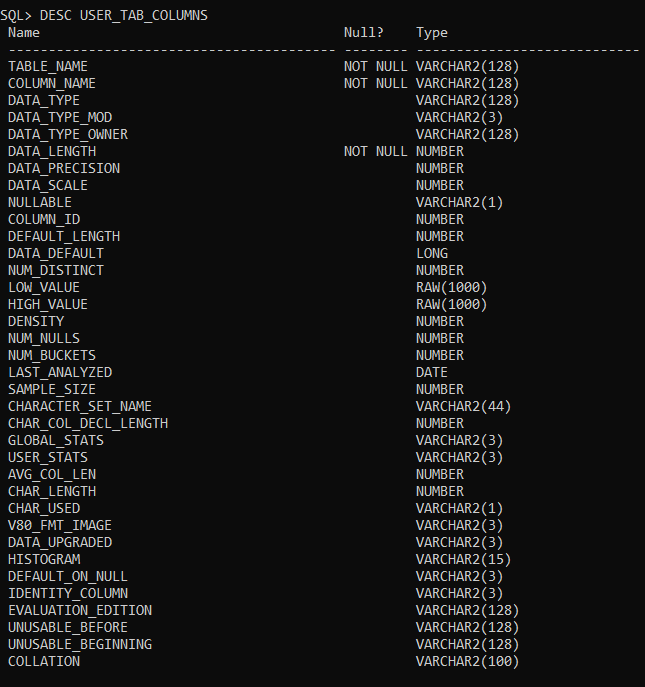 SQL> DESC USER_TAB_COLUMNS
Name Null? Type
----------------------------------------- -------- ----------------------------
TABLE_NAME NOT NULL VARCHAR2(128)
COLUMN_NAME NOT NULL VARCHAR2(128)
DATA_TYPE VARCHAR2(128)
DATA_TYPE_MOD VARCHAR2(3)
DATA_TYPE_OWNER VARCHAR2(128)
DATA_LENGTH NOT NULL NUMBER
DATA_PRECISION NUMBER
DATA_SCALE NUMBER
NULLABLE VARCHAR2(1)
COLUMN_ID NUMBER
DEFAULT_LENGTH NUMBER
DATA_DEFAULT LONG
NUM_DISTINCT NUMBER
LOW_VALUE RAW(1000)
HIGH_VALUE RAW(1000)
DENSITY NUMBER
NUM_NULLS NUMBER
NUM_BUCKETS NUMBER
LAST_ANALYZED DATE
SAMPLE_SIZE NUMBER
CHARACTER_SET_NAME VARCHAR2(44)
CHAR_COL_DECL_LENGTH NUMBER
GLOBAL_STATS VARCHAR2(3)
USER_STATS VARCHAR2(3)
AVG_COL_LEN NUMBER
CHAR_LENGTH NUMBER
CHAR_USED VARCHAR2(1)
V80_FMT_IMAGE VARCHAR2(3)
DATA_UPGRADED VARCHAR2(3)
HISTOGRAM VARCHAR2(15)
DEFAULT_ON_NULL VARCHAR2(3)
IDENTITY_COLUMN VARCHAR2(3)
EVALUATION_EDITION VARCHAR2(128)
UNUSABLE_BEFORE VARCHAR2(128)
UNUSABLE_BEGINNING VARCHAR2(128)
COLLATION VARCHAR2(100)